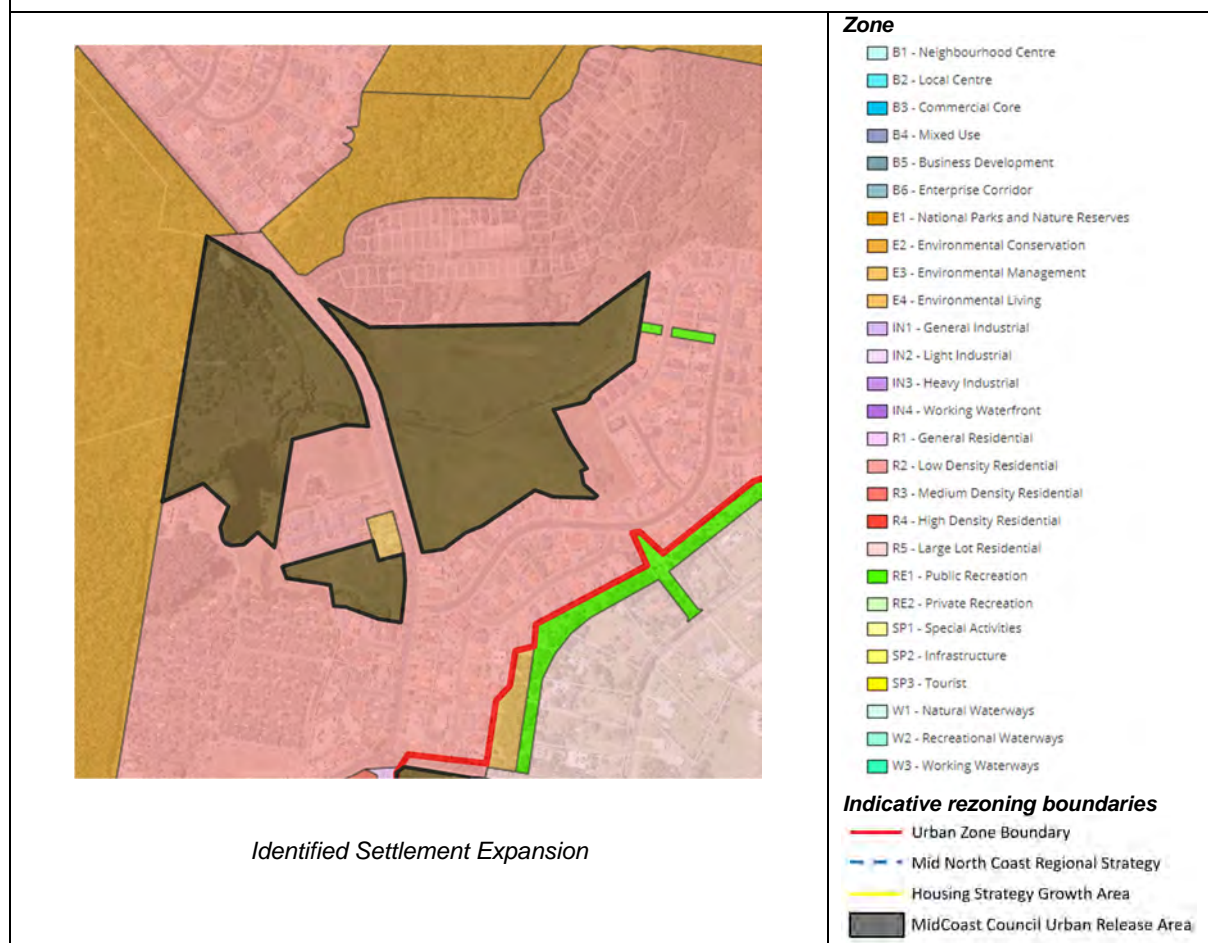 Zone
B1 - Neighbourhood Centre
B2 - Local Centre
B3 - Commercial Core
B4 - Mixed Use
B5 - Business Development
B6 - Enterprise Corridor
E1 - National Parks and Nature Reserves
E2 - Environmental Conservation
E3 - Environmental Management
E4 - Environmental Living
IN1 - General Industrial
IN2 - Light Industrial
IN3 - Heavy Industrial
IN4 - Working Waterfront
R1 - General Residential
R2 - Low Density Residential
R3 - Medium Density Residential
R4 - High Density Residential
R5 - Large Lot Residential
RE1 - Public Recreation
RE2 - Private Recreation
SP1 - Special Activities
SP2 - Infrastructure
SP3 - Tourist
W1 - Natural Waterways
W2 - Recreational Waterways
W3 - Working Waterways
Indicative rezoning boundaries
Urban Zone Boundary
Mid North Coast Regional Strategy
Housing Strategy Growth Area
MidCoast Council Urban Release Area
Identified Settlement Expansion